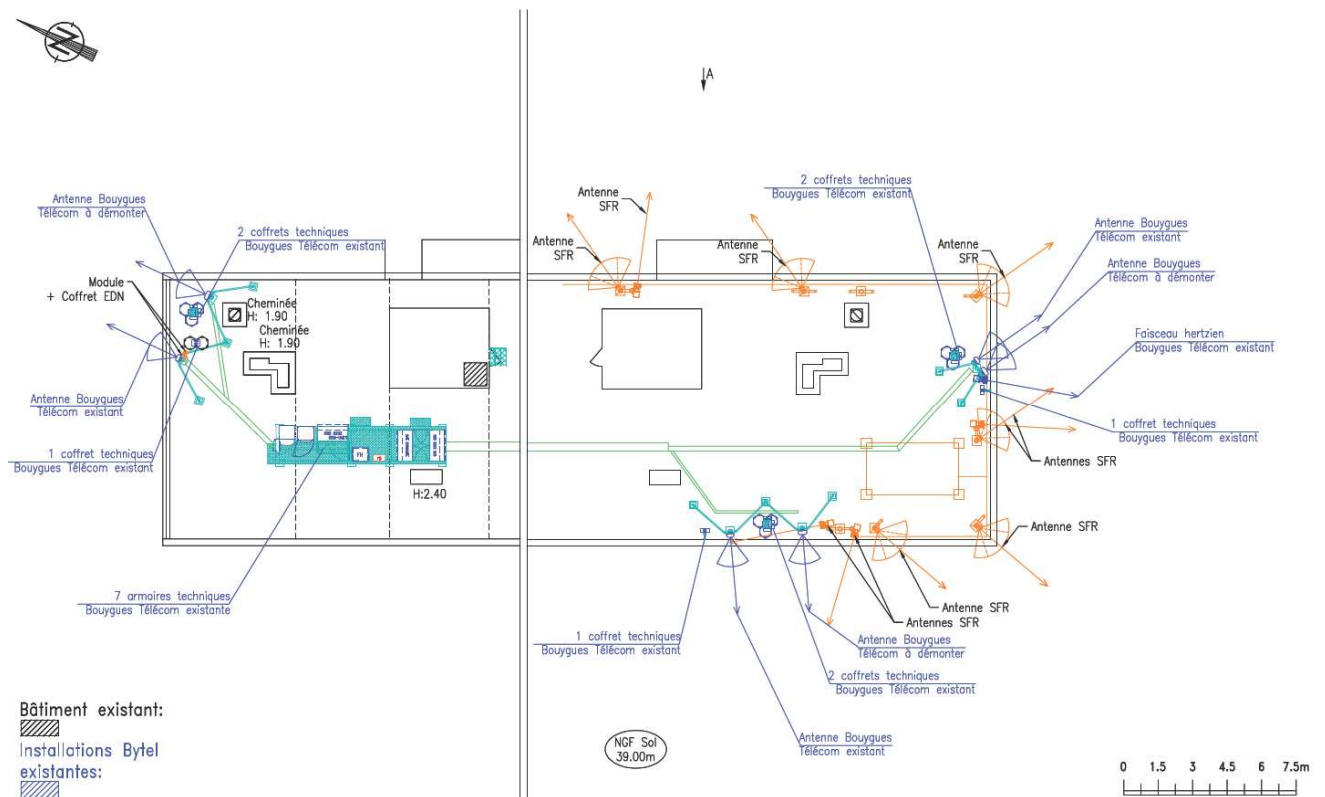 N
A
2 coffrets techniques
Bouygues Télécom existant
Antenne
SFR
Antenne Bouygues
Télécom à démonter
2 coffrets techniques
Bouygues Télécom existant
Antenne
SFR
Antenne
SFR
Antenne
SFR
Antenne Bouygues
Télécom existant
Antenne Bouygues
Télécom à démonter
Module
+ Coffret EDN
Cheminée
H: 1.90
Cheminée
H: 1.90
Faisceau hertzien
Bouygues Télécom existant
Antenne Bouygues
Télécom existant
1 coffret techniques
Bouygues Télécom existant
1 coffret techniques
Bouygues Télécom existant
Antennes SFR
FH
H:2.40
Antenne SFR
7 armoires techniques
Bouygues Télécom existante
Antenne SFR
Antennes SFR
1 coffret techniques
Bouygues Télécom existant
Antenne Bouygues
Télécom à démonter
2 coffrets techniques
Bouygues Télécom existant
Antenne Bouygues
Télécom existant
Bâtiment existant:
Installations Bytel
existantes:
NGF Sol
39.00m
0 1.5 3 4.5 6 7.5m